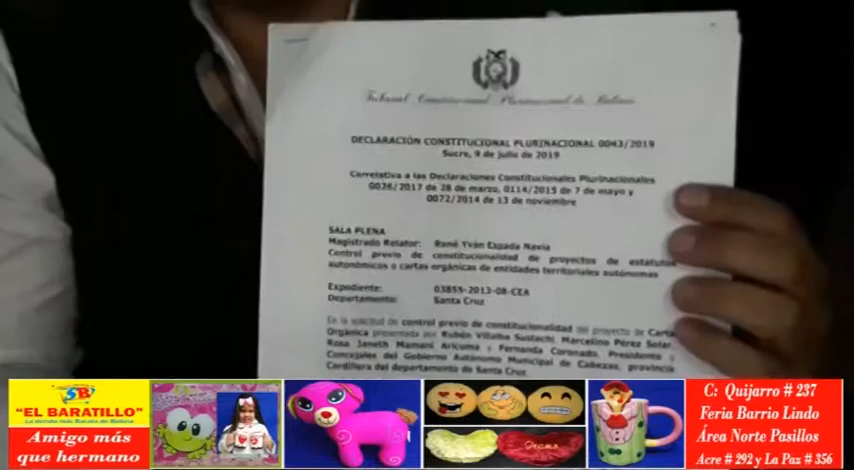 Tribunal Constitucional Plurinacional de Bolivia
DECLARACIÓN CONSTITUCIONAL PLURINACIONAL 0043/2019
Sucre, 9 de julio de 2019
Correlativa a las Declaraciones Constitucionales Plurinacionales
0026/2017 de 28 de marzo, 0114/2015 de 7 de mayo y
0072/2014 de 13 de noviembre
SALA PLENA
Magistrado Relator: René Yván Espada Navia
Control previo de constitucionalidad de proyectos de estatutos
autonómicos o cartas orgánicas de entidades territoriales autónomas
Expediente: 03855-2013-08-CEA
Departamento: Santa Cruz
En la solicitud de control previo de constitucionalidad del proyecto de Carta
Orgánica presentada por Rubén Villalba Sustachi, Marcelino Pérez Solar,
Rosa Janeth Mamani Aricuma y Fernanda Coronado, Presidente y
Concejales del Gobierno Autónomo Municipal de Cabezas, provincia
Cordillera del departamento de Santa Cruz.
SB
"EL BARATILLO"
La tienda más Barata de Bolivia
Amigo más
que hermano
C: Quijarro # 237
Feria Barrio Lindo
Área Norte Pasillos
Acre # 292 y La Paz # 356